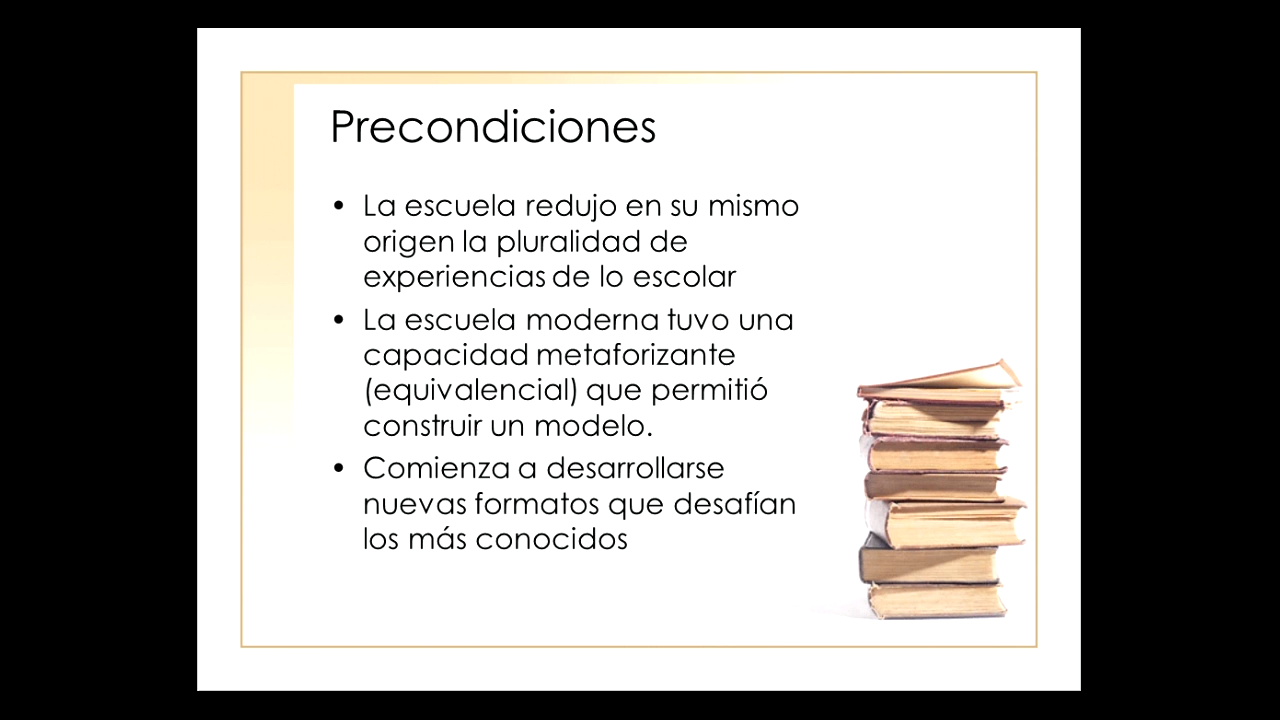 Precondiciones
• La escuela redujo en su mismo
origen la pluralidad de
experiencias de lo escolar
• La escuela moderna tuvo una
capacidad metaforizante
(equivalencial) que permitió
construir un modelo.
• Comienza a desarrollarse
nuevas formatos que desafían
los más conocidos